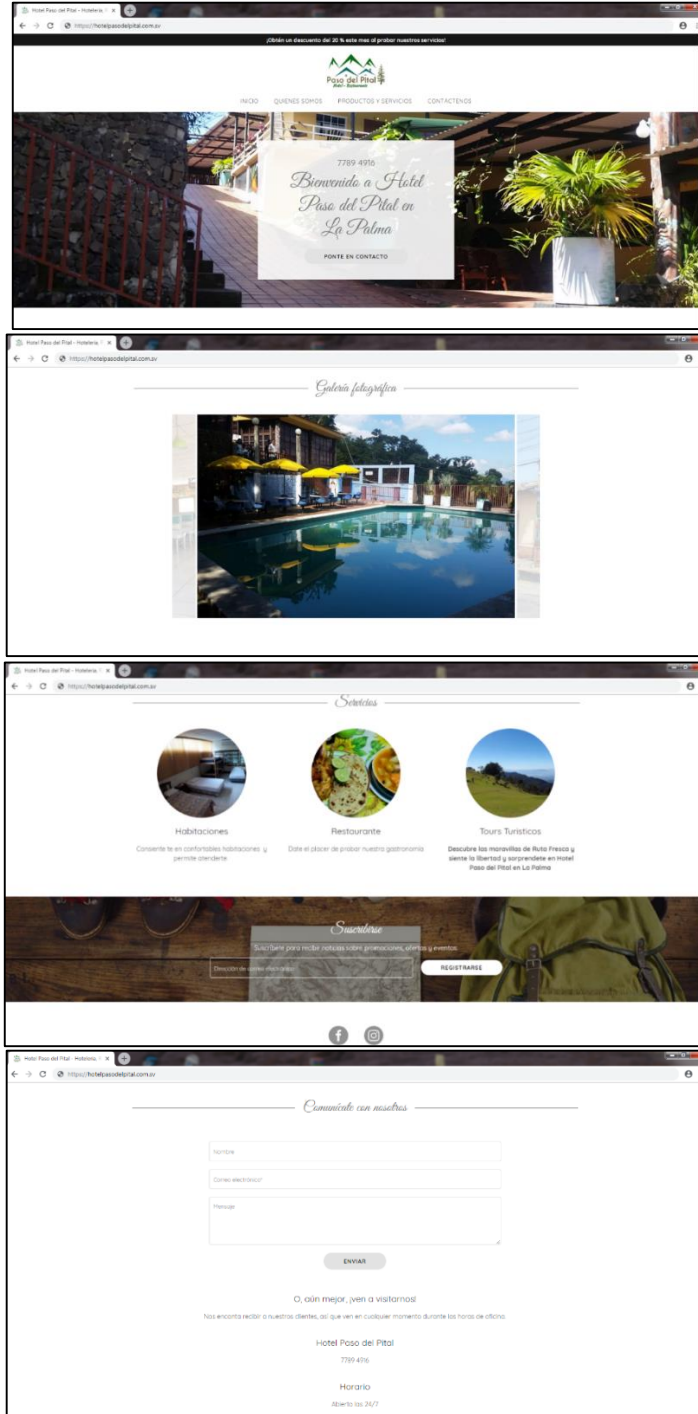 Hotel Paso del Pital - Hotelería, R
https://hotelpasodelpital.com.sv
¡Obtén un descuento del 20 % este mes al probar nuestros servicios!
Paso del Pital
Hotel - Restaurante
INICIO QUIENES SOMOS PRODUCTOS Y SERVICIOS CONTACTENOS
7789 4916
Bienvenido a Hotel
Paso del Pital en
La Palma
PONTE EN CONTACTO
Hotel Paso del Pital - Hotelería, R
https://hotelpasodelpital.com.sv
Galería fotográfica
Hotel Paso del Pital - Hotelería, R
https://hotelpasodelpital.com.sv
Servicios
Habitaciones
Consiente te en confortables habitaciones y
permite atenderte
Restaurante
Date el placer de probar nuestra gastronomía
Tours Turisticos
Descubre las maravillas de Ruta Fresca y
siente la libertad y sorprendete en Hotel
Paso del Pital en La Palma
Suscribirse
Suscríbete para recibir noticias sobre promociones, ofertas y eventos.
Dirección de correo electrónico
REGISTRARSE
Hotel Paso del Pital - Hotelería, R
https://hotelpasodelpital.com.sv
Comunícate con nosotros
Nombre
Correo electrónico*
Mensaje
ENVIAR
O, aún mejor, ¡ven a visitarnos!
Nos encanta recibir a nuestros clientes, así que ven en cualquier momento durante las horas de oficina.
Hotel Paso del Pital
7789 4916
Horario
Abierto las 24/7